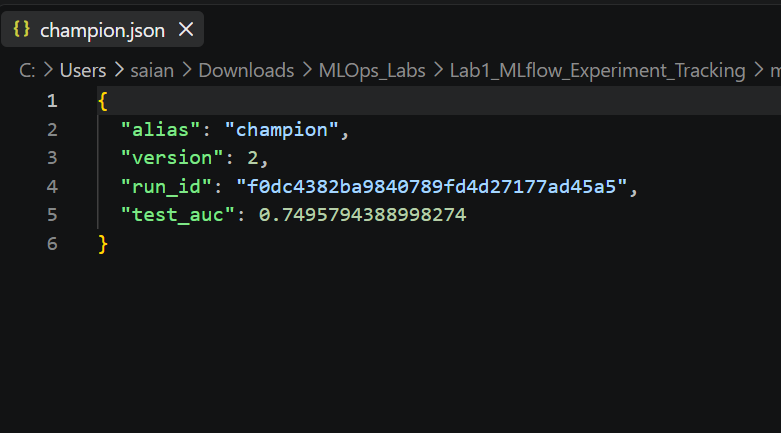 {} champion.json ×
C: > Users > saian > Downloads > MLOps_Labs > Lab1_MLflow_Experiment_Tracking > m
1 {
2 "alias": "champion",
3 "version": 2,
4 "run_id": "f0dc4382ba9840789fd4d27177ad45a5",
5 "test_auc": 0.7495794388998274
6 }